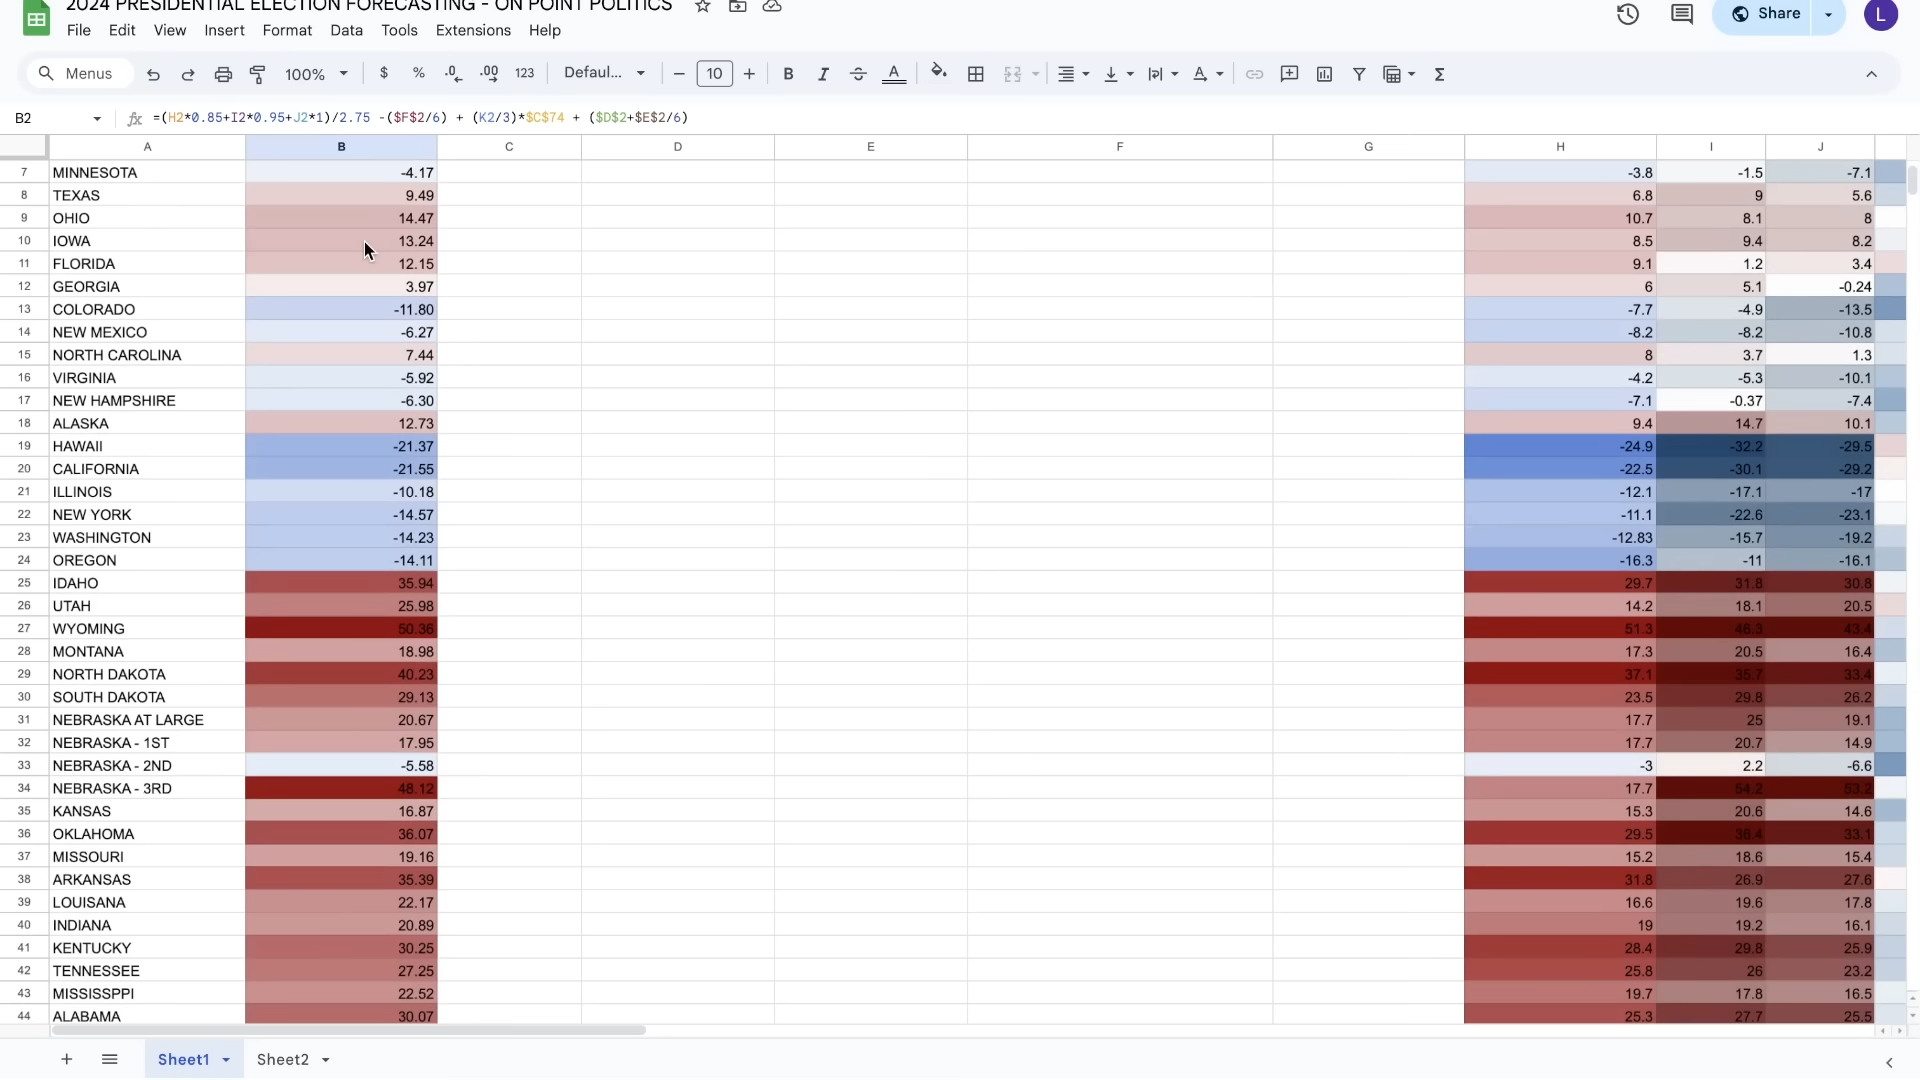 2024 PRESIDENTIAL ELECTION FORECASTING - ON POINT POLITICS
Share
L
File Edit View Insert Format Data Tools Extensions Help
Menus 100% $ % .0 .00 123 Defaul... 10 B I S A Σ
B2 fx =(H2*0.85+I2*0.95+J2*1)/2.75 -($F$2/6) + (K2/3)*$C$74 + ($D$2+$E$2/6)
A B C D E F G H I J
7 MINNESOTA -4.17 -3.8 -1.5 -7.1
8 TEXAS 9.49 6.8 9 5.6
9 OHIO 14.47 10.7 8.1 8
10 IOWA 13.24 8.5 9.4 8.2
11 FLORIDA 12.15 9.1 1.2 3.4
12 GEORGIA 3.97 6 5.1 -0.24
13 COLORADO -11.80 -7.7 -4.9 -13.5
14 NEW MEXICO -6.27 -8.2 -8.2 -10.8
15 NORTH CAROLINA 7.44 8 3.7 1.3
16 VIRGINIA -5.92 -4.2 -5.3 -10.1
17 NEW HAMPSHIRE -6.30 -7.1 -0.37 -7.4
18 ALASKA 12.73 9.4 14.7 10.1
19 HAWAII -21.37 -24.9 -32.2 -29.5
20 CALIFORNIA -21.55 -22.5 -30.1 -29.2
21 ILLINOIS -10.18 -12.1 -17.1 -17
22 NEW YORK -14.57 -11.1 -22.6 -23.1
23 WASHINGTON -14.23 -12.83 -15.7 -19.2
24 OREGON -14.11 -16.3 -11 -16.1
25 IDAHO 35.94 29.7 31.8 30.8
26 UTAH 25.98 14.2 18.1 20.5
27 WYOMING 50.36 51.3 46.3 43.4
28 MONTANA 18.98 17.3 20.5 16.4
29 NORTH DAKOTA 40.23 37.1 35.7 33.4
30 SOUTH DAKOTA 29.13 23.5 29.8 26.2
31 NEBRASKA AT LARGE 20.67 17.7 25 19.1
32 NEBRASKA - 1ST 17.95 17.7 20.7 14.9
33 NEBRASKA - 2ND -5.58 -3 2.2 -6.6
34 NEBRASKA - 3RD 48.12 17.7 54.2 53.2
35 KANSAS 16.87 15.3 20.6 14.6
36 OKLAHOMA 36.07 29.5 36.4 33.1
37 MISSOURI 19.16 15.2 18.6 15.4
38 ARKANSAS 35.39 31.8 26.9 27.6
39 LOUISANA 22.17 16.6 19.6 17.8
40 INDIANA 20.89 19 19.2 16.1
41 KENTUCKY 30.25 28.4 29.8 25.9
42 TENNESSEE 27.25 25.8 26 23.2
43 MISSISSPPI 22.52 19.7 17.8 16.5
44 ALABAMA 30.07 25.3 27.7 25.5
Sheet1 Sheet2